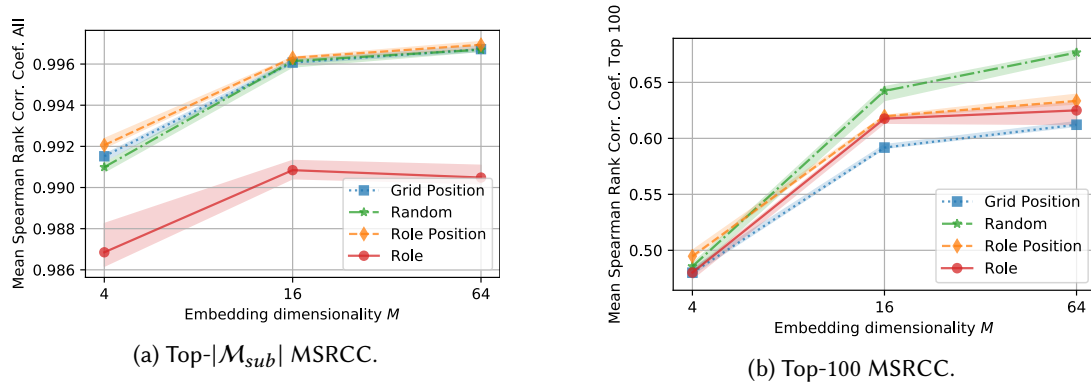 Mean Spearman Rank Corr. Coef. All
0.996
0.994
0.992
0.990
0.988
0.986
4
16
64
Embedding dimensionality M
Grid Position
Random
Role Position
Role
(a) Top-|ℳsub| MSRCC.
Mean Spearman Rank Corr. Coef. Top 100
0.65
0.60
0.55
0.50
4
16
64
Embedding dimensionality M
Grid Position
Random
Role Position
Role
(b) Top-100 MSRCC.